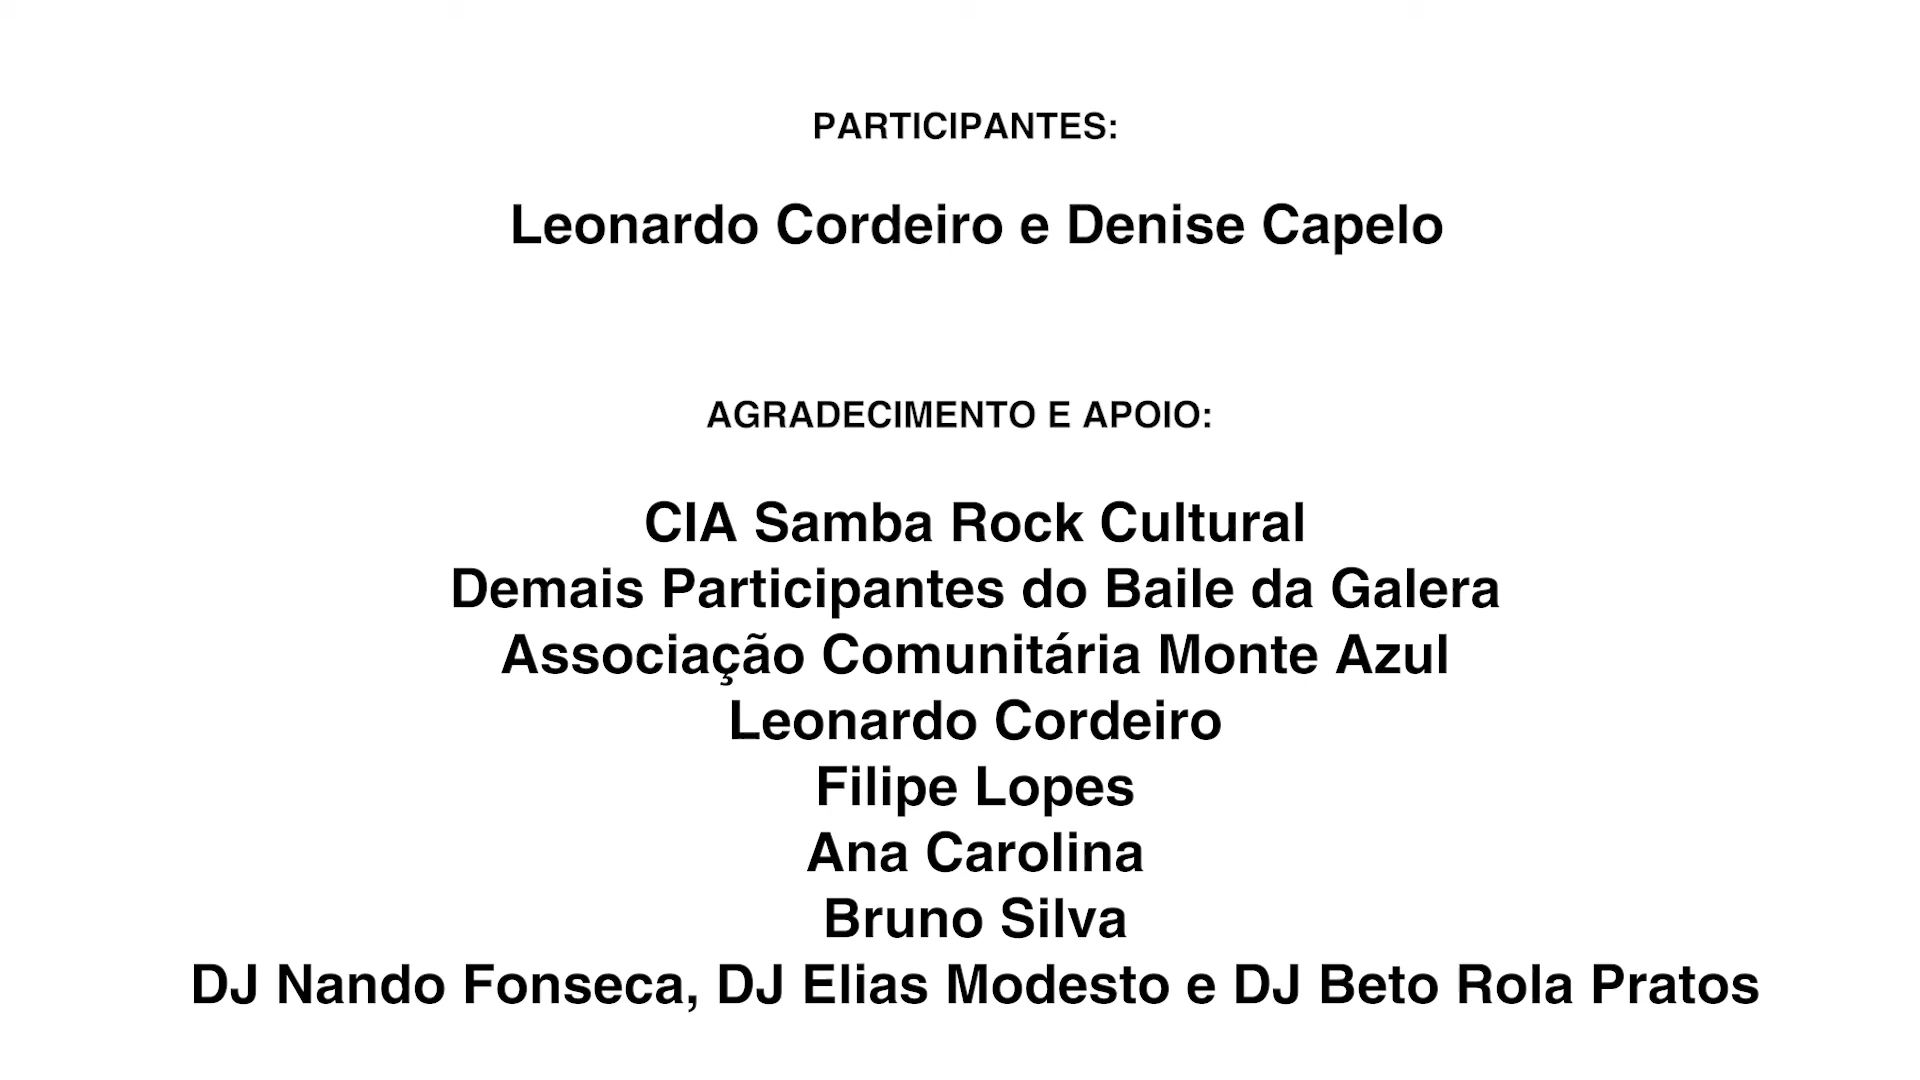 PARTICIPANTES:
Leonardo Cordeiro e Denise Capelo
AGRADECIMENTO E APOIO:
CIA Samba Rock Cultural
Demais Participantes do Baile da Galera
Associação Comunitária Monte Azul
Leonardo Cordeiro
Filipe Lopes
Ana Carolina
Bruno Silva
DJ Nando Fonseca, DJ Elias Modesto e DJ Beto Rola Pratos